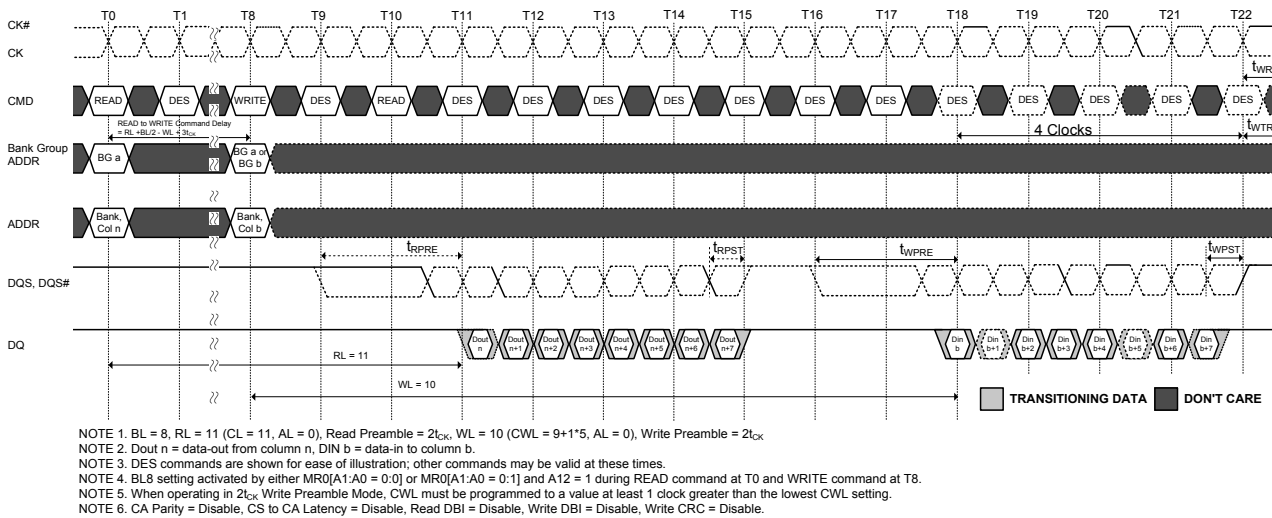 T0 T1 T8 T9 T10 T11 T12 T13 T14 T15 T16 T17 T18 T19 T20 T21 T22
CK#
CK
tWR
CMD READ DES WRITE DES READ DES DES DES DES DES DES DES DES DES DES DES DES
READ to WRITE Command Delay
= RL +BL/2 - WL + 3tCK
4 Clocks tWTR
Bank Group
ADDR
BG a
BG a or
BG b
ADDR
Bank,
Col n
Bank,
Col b
tRPRE tRPST tWPRE tWPST
DQS, DQS#
DQ
Dout
n
Dout
n+1
Dout
n+2
Dout
n+3
Dout
n+4
Dout
n+5
Dout
n+6
Dout
n+7
Din
b
Din
b+1
Din
b+2
Din
b+3
Din
b+4
Din
b+5
Din
b+6
Din
b+7
RL = 11
WL = 10
TRANSITIONING DATA DON'T CARE
NOTE 1. BL = 8, RL = 11 (CL = 11, AL = 0), Read Preamble = 2tCK, WL = 10 (CWL = 9+1*5, AL = 0), Write Preamble = 2tCK
NOTE 2. Dout n = data-out from column n, DIN b = data-in to column b.
NOTE 3. DES commands are shown for ease of illustration; other commands may be valid at these times.
NOTE 4. BL8 setting activated by either MR0[A1:A0 = 0:0] or MR0[A1:A0 = 0:1] and A12 = 1 during READ command at T0 and WRITE command at T8.
NOTE 5. When operating in 2tCK Write Preamble Mode, CWL must be programmed to a value at least 1 clock greater than the lowest CWL setting.
NOTE 6. CA Parity = Disable, CS to CA Latency = Disable, Read DBI = Disable, Write DBI = Disable, Write CRC = Disable.